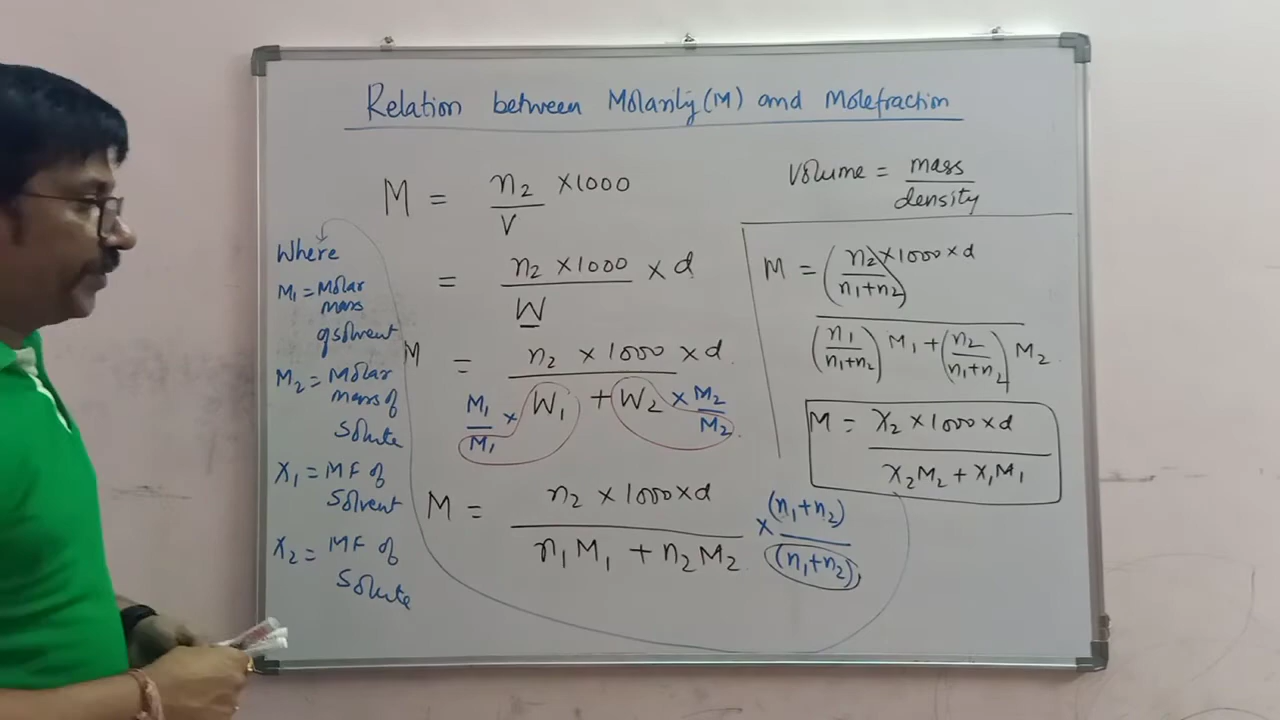 Relation between Molarity (M) and Molefraction
M = n₂ × 1000 / V
= n₂ × 1000 / W × d
M = n₂ × 1000 × d / M₁/M₁ × W₁ + W₂ × M₂/M₂
M = n₂ × 1000 × d / n₁M₁ + n₂M₂ × (n₁+n₂) / (n₁+n₂)
Where
M₁ = Molar
mass
of solvent
M₂ = Molar
mass of
Solute
X₁ = MF of
Solvent
X₂ = MF of
Solute
Volume = mass / density
M = (n₂ / n₁+n₂) × 1000 × d / (n₁ / n₁+n₂) M₁ + (n₂ / n₁+n₂) M₂
M = X₂ × 1000 × d / X₂M₂ + X₁M₁